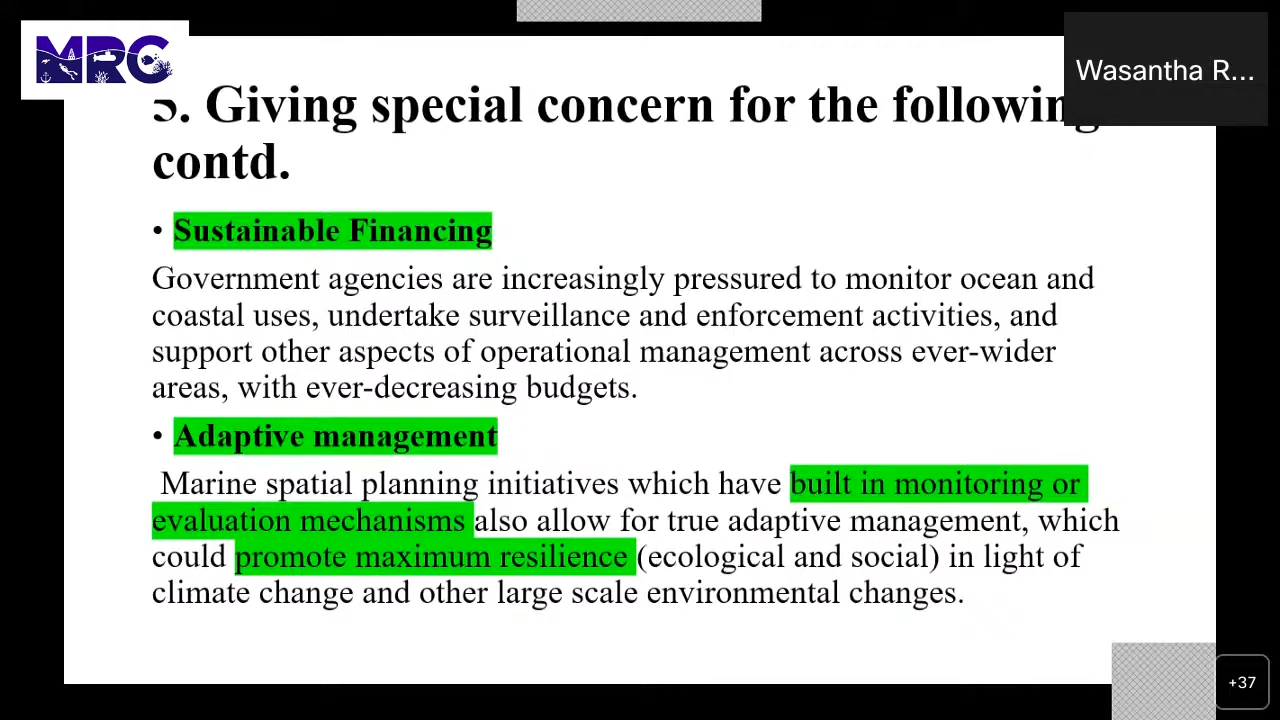 MRC
Wasantha R...
5. Giving special concern for the following
contd.
• Sustainable Financing
Government agencies are increasingly pressured to monitor ocean and
coastal uses, undertake surveillance and enforcement activities, and
support other aspects of operational management across ever-wider
areas, with ever-decreasing budgets.
• Adaptive management
Marine spatial planning initiatives which have built in monitoring or
evaluation mechanisms also allow for true adaptive management, which
could promote maximum resilience (ecological and social) in light of
climate change and other large scale environmental changes.
+37